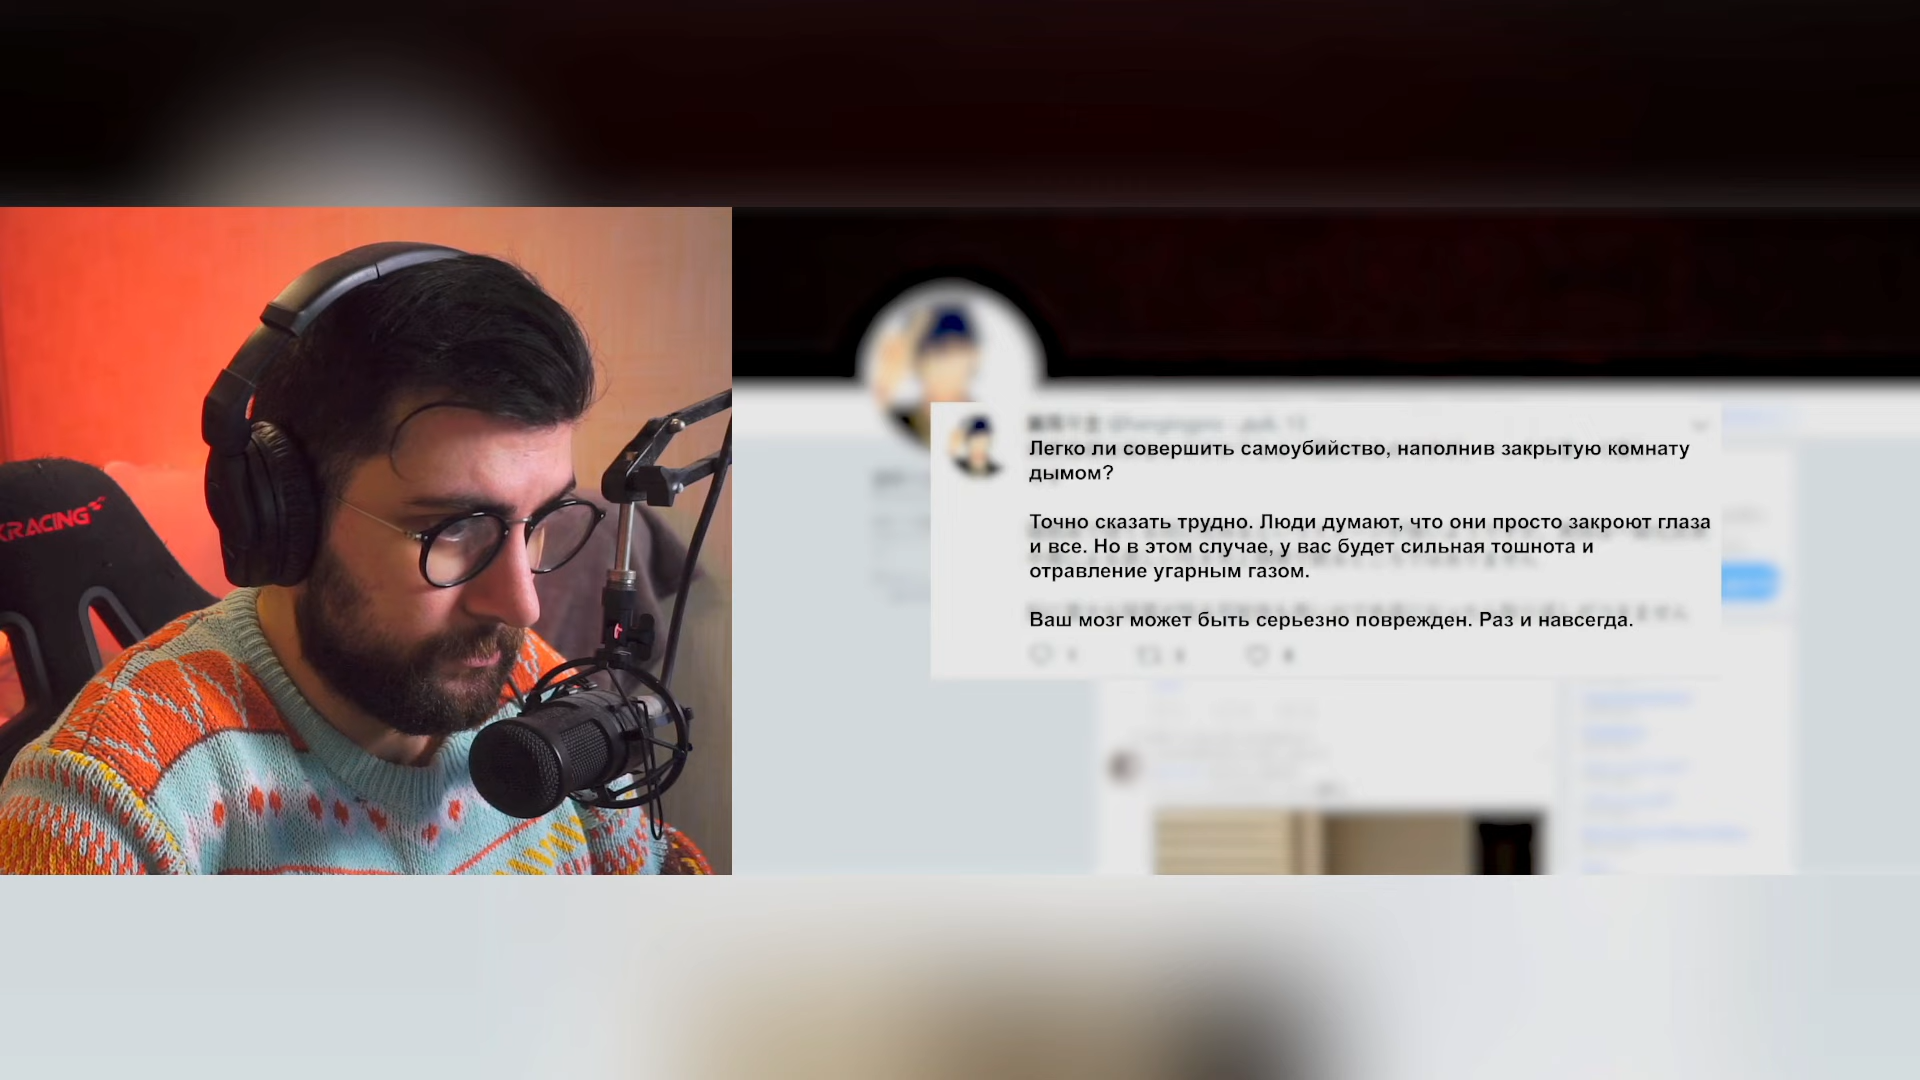 XRACING
Легко ли совершить самоубийство, наполнив закрытую комнату
дымом?
Точно сказать трудно. Люди думают, что они просто закроют глаза
и все. Но в этом случае, у вас будет сильная тошнота и
отравление угарным газом.
Ваш мозг может быть серьезно поврежден. Раз и навсегда.